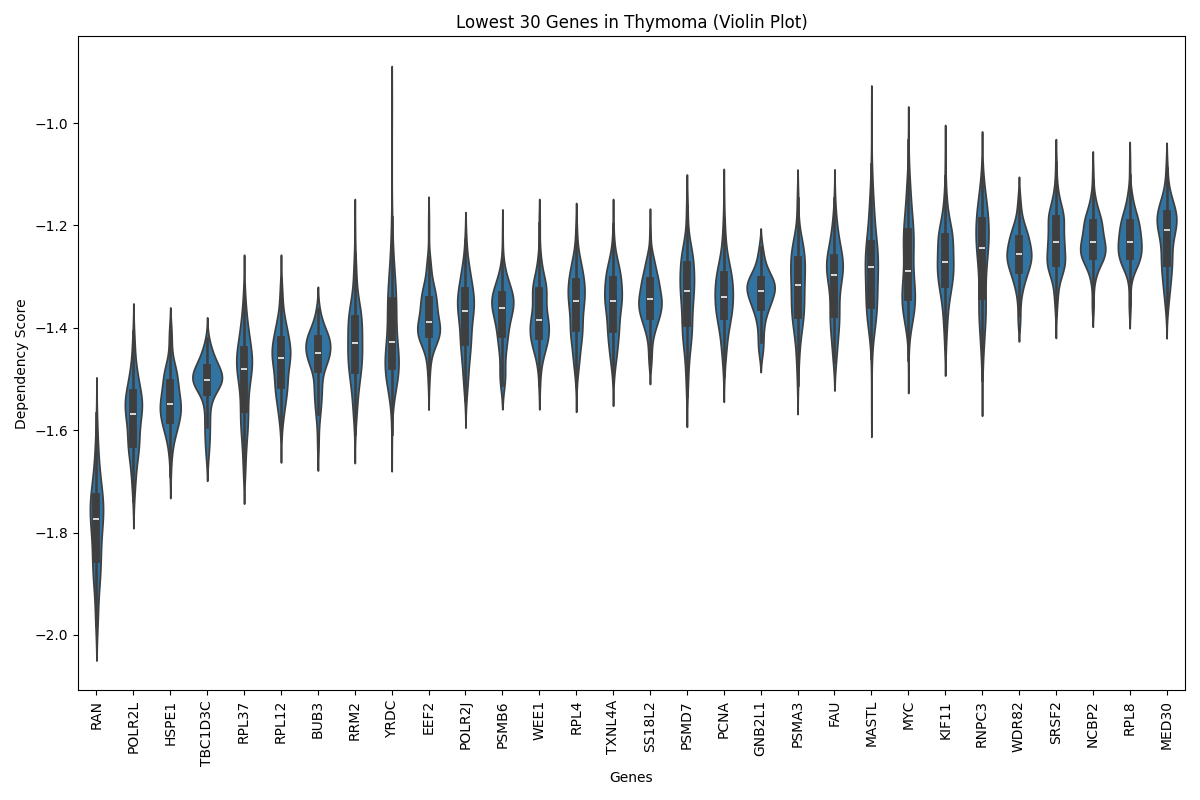 Lowest 30 Genes in Thymoma (Violin Plot)
Dependency Score
−1.0
−1.2
−1.4
−1.6
−1.8
−2.0
RAN
POLR2L
HSPE1
TBC1D3C
RPL37
RPL12
BUB3
RRM2
YRDC
EEF2
POLR2J
PSMB6
WEE1
RPL4
TXNL4A
SS18L2
PSMD7
PCNA
GNB2L1
PSMA3
FAU
MASTL
MYC
KIF11
RNPC3
WDR82
SRSF2
NCBP2
RPL8
MED30
Genes